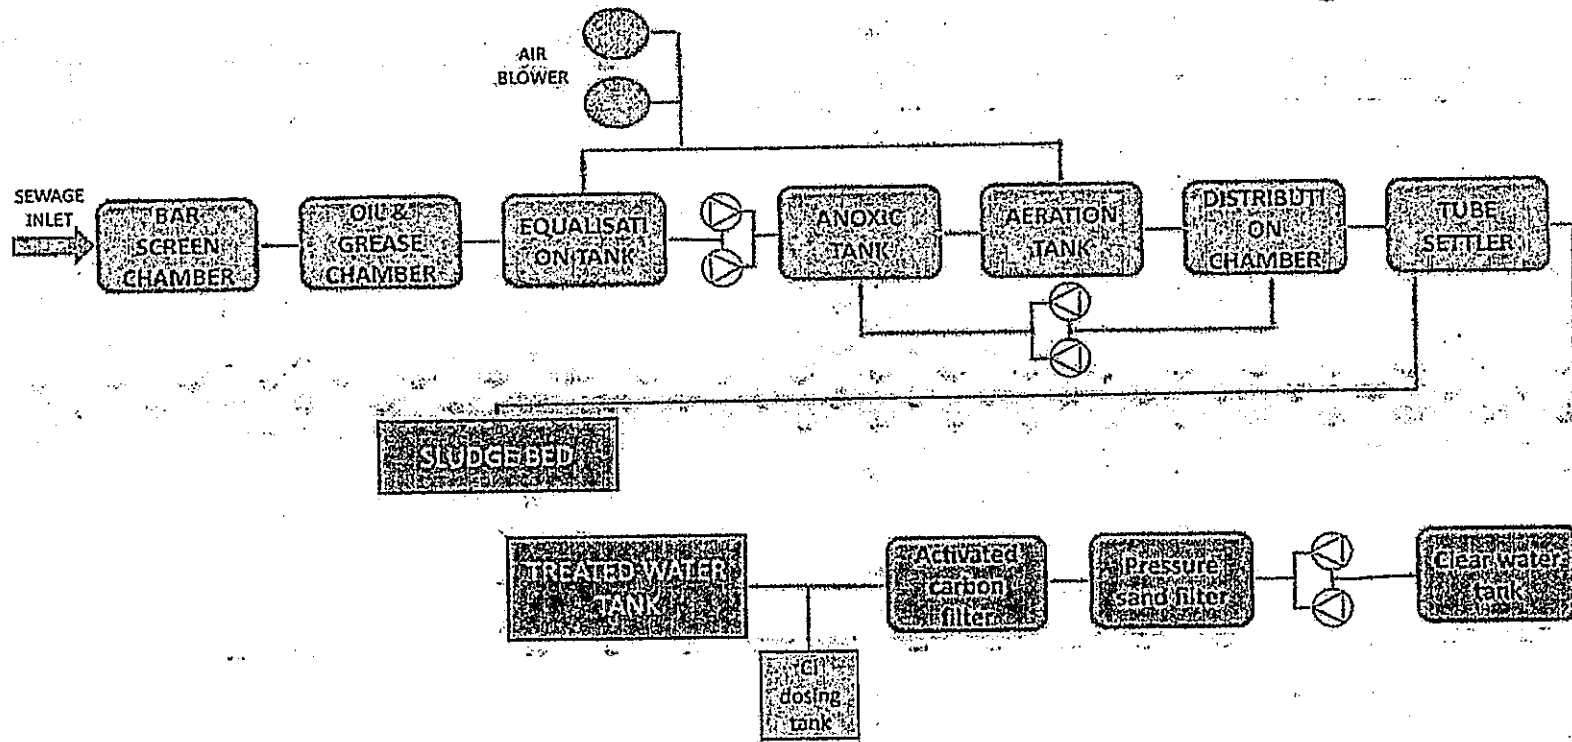 AIR
BLOWER
SEWAGE
INLET
BAR
SCREEN
CHAMBER
OIL &
GREASE
CHAMBER
EQUALISATI
ON TANK
ANOXIC
TANK
AERATION
TANK
DISTRIBUTI
ON
CHAMBER
TUBE
SETTLER
SLUDGE BED
TREATED WATER
TANK
Activated
carbon
filter
Pressure
sand filter
Clear water
tank
Cl
dosing
tank